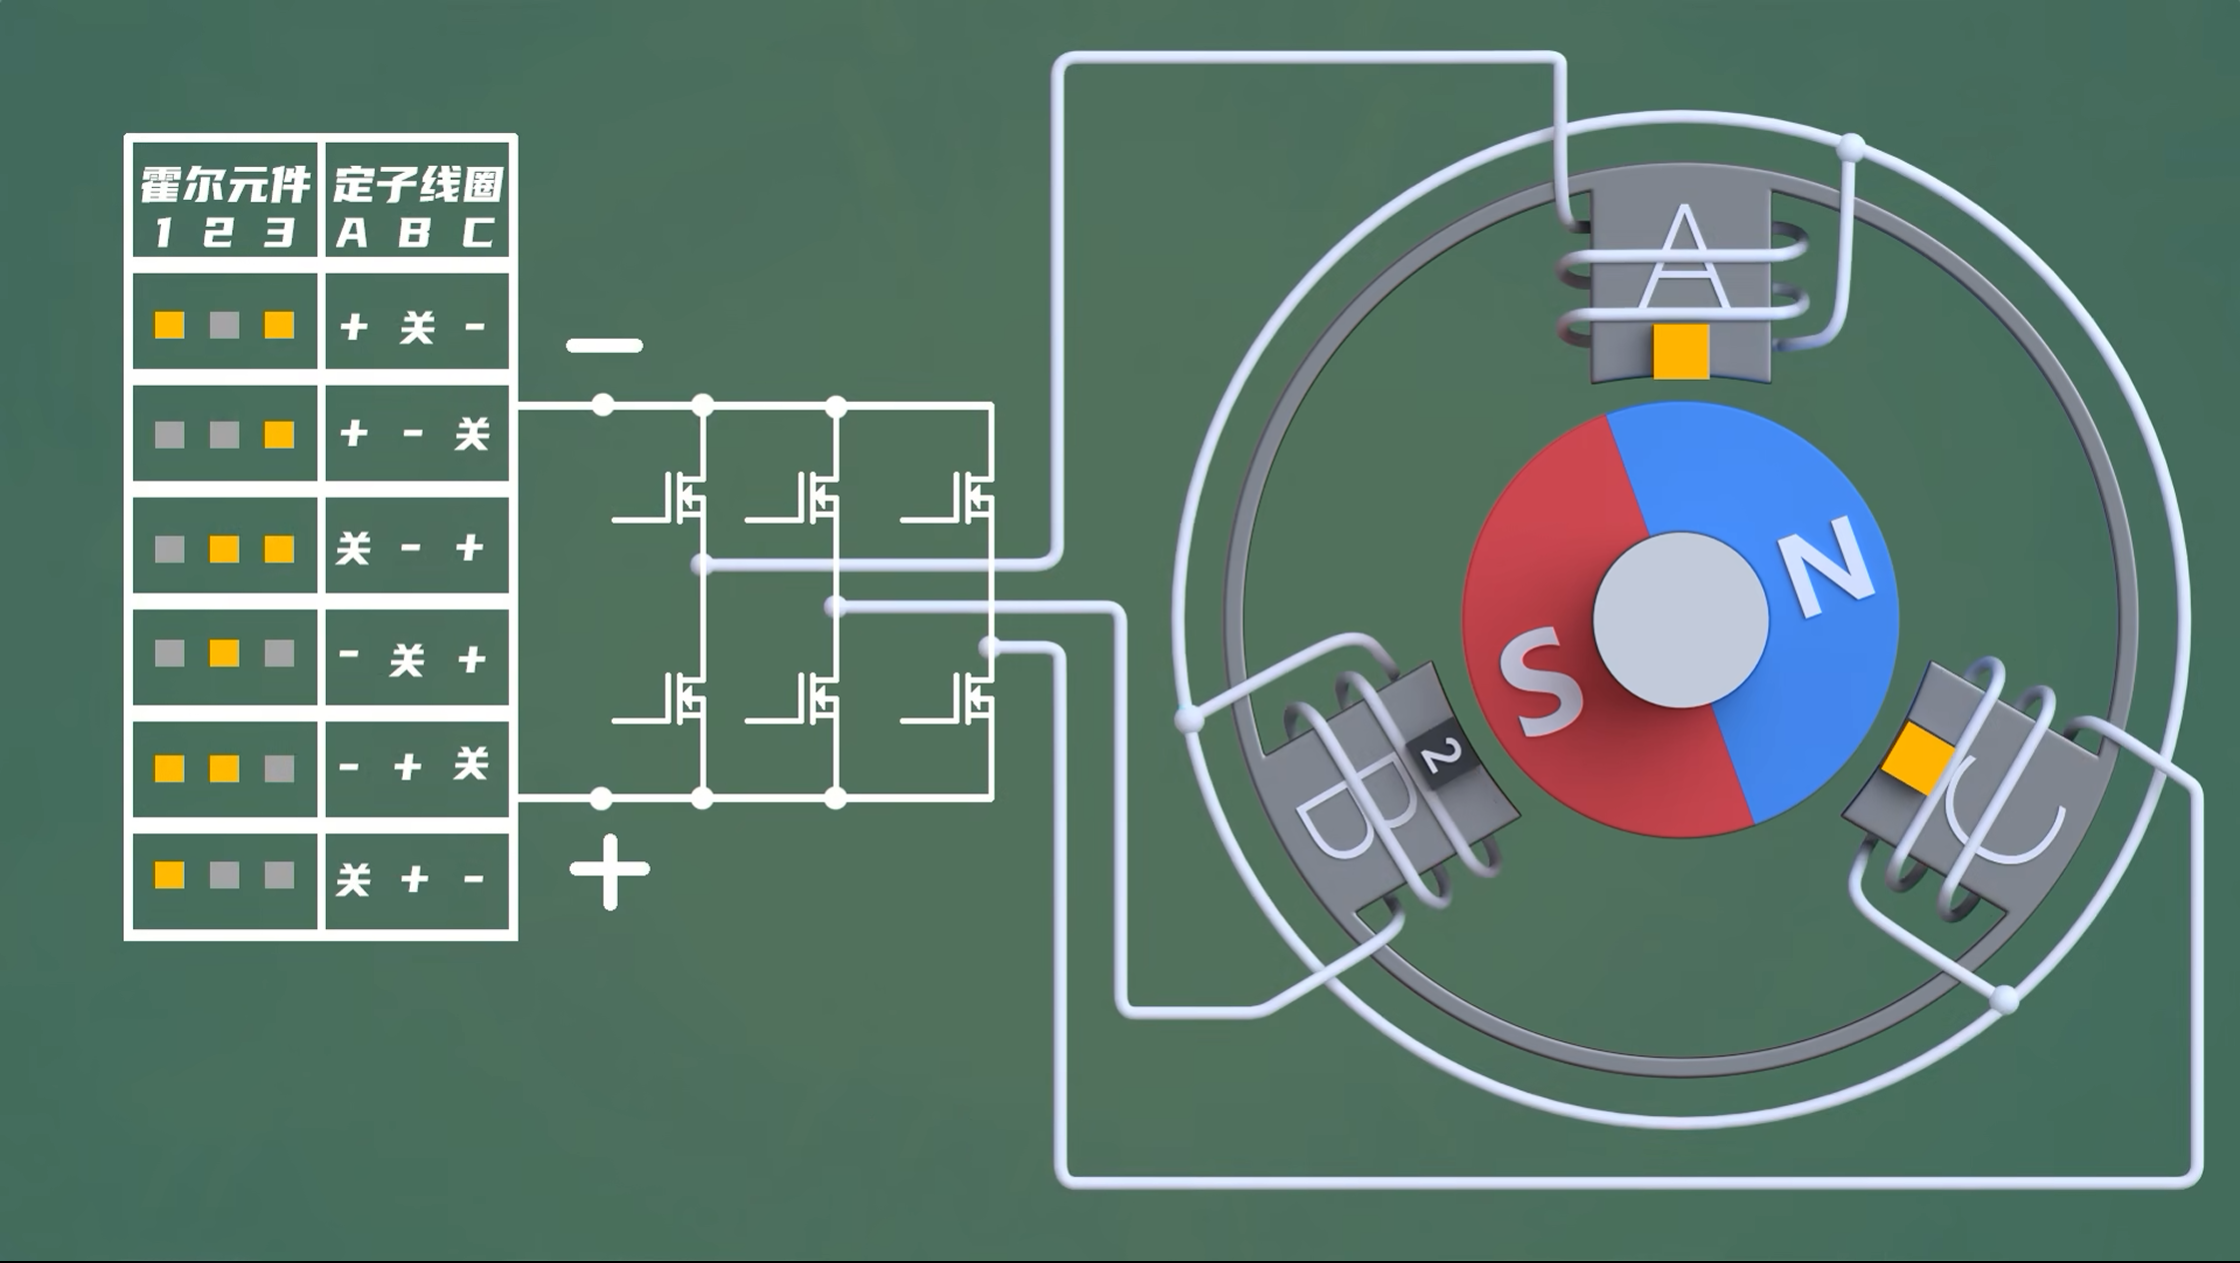 霍尔元件 定子线圈
1 2 3 A B C
+ 关 -
+ - 关
关 - +
- 关 +
- + 关
关 + -
−
+
A
N
S
2
B
C